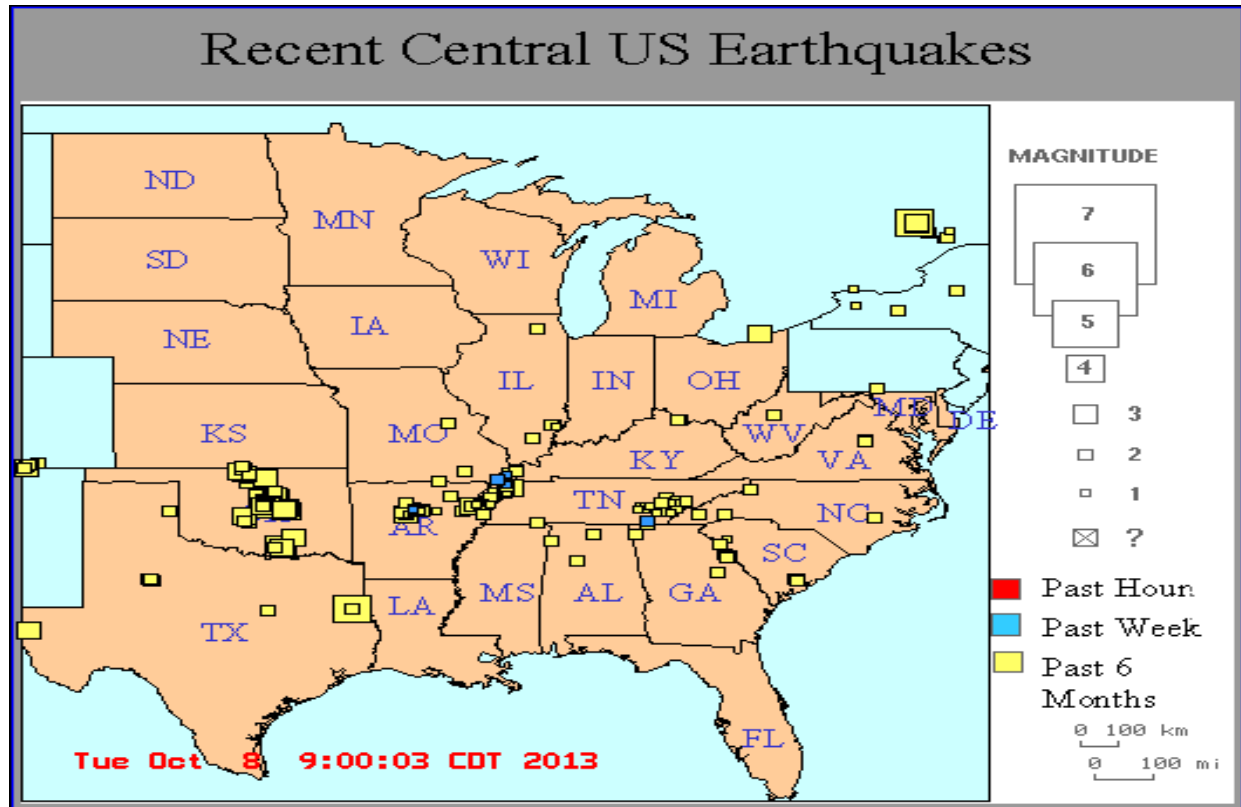 Recent Central US Earthquakes
MAGNITUDE
7
6
5
4
3
2
1
?
Past Houn
Past Week
Past 6
Months
0 100 km
0 100 mi
ND
MN
SD
WI
MI
NE
IA
IL
IN
OH
MD
DE
KS
MO
WV
VA
KY
TN
AR
NC
SC
MS
AL
GA
LA
TX
FL
Tue Oct 8 9:00:03 CDT 2013